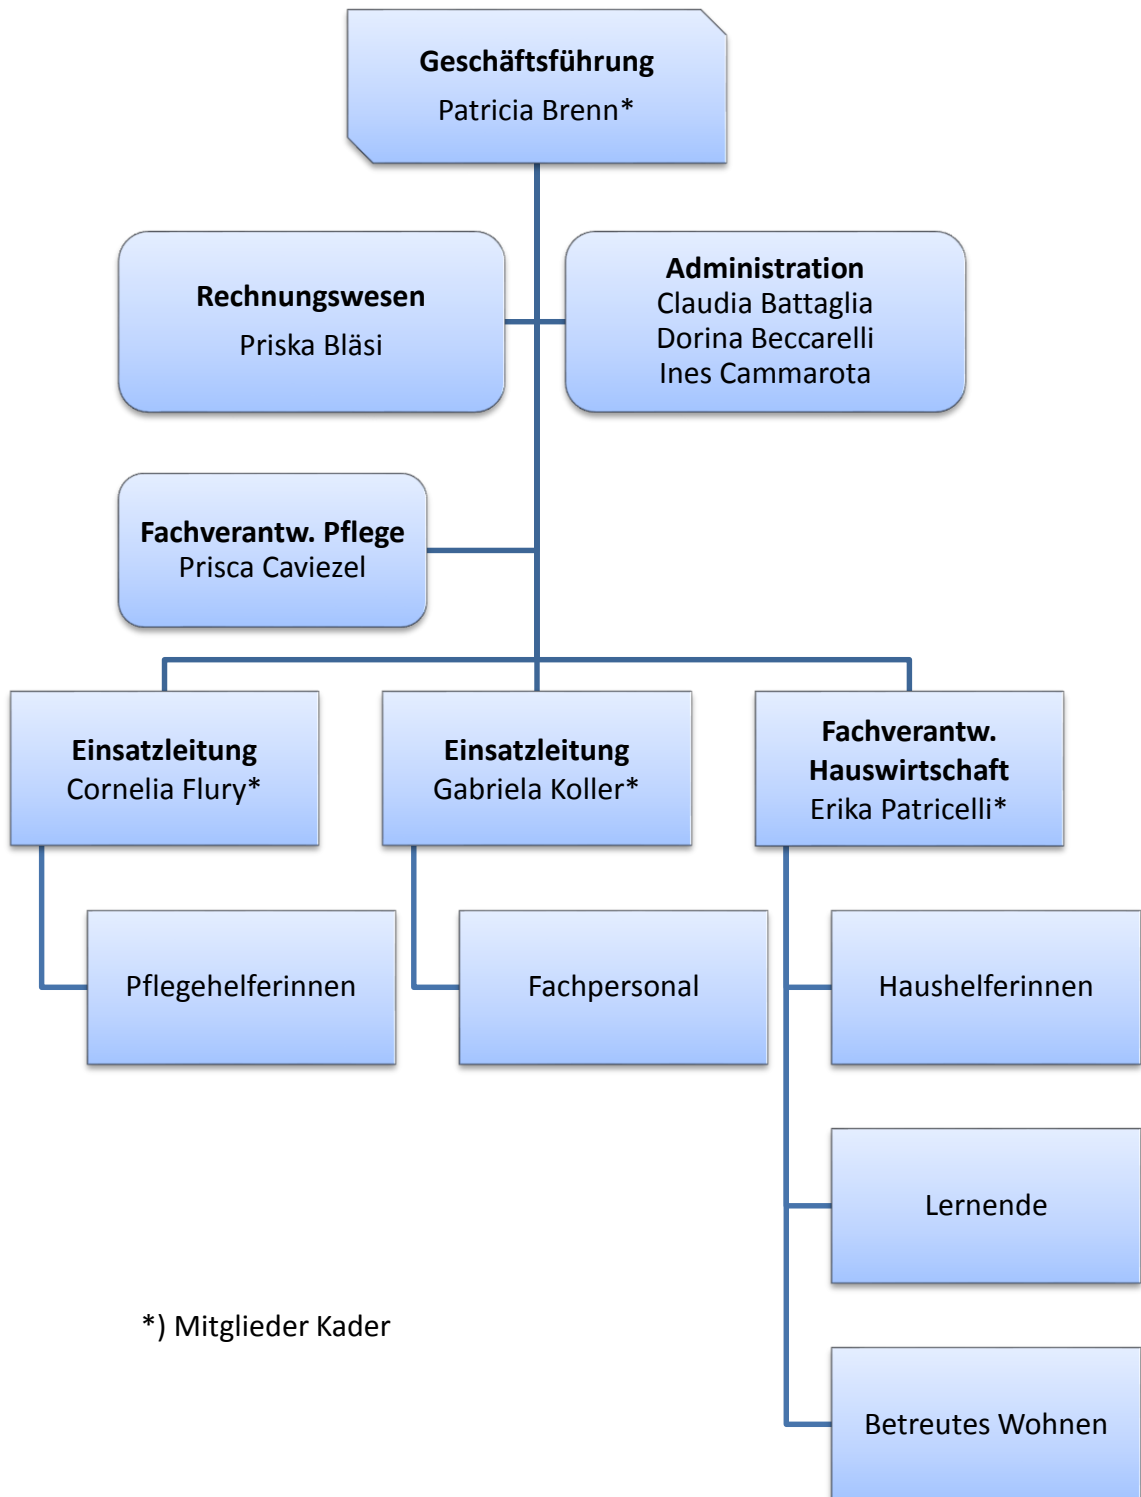 Geschäftsführung
Patricia Brenn*
Rechnungswesen
Priska Bläsi
Administration
Claudia Battaglia
Dorina Beccarelli
Ines Cammarota
Fachverantw. Pflege
Prisca Caviezel
Einsatzleitung
Cornelia Flury*
Einsatzleitung
Gabriela Koller*
Fachverantw.
Hauswirtschaft
Erika Patricelli*
Pflegehelferinnen
Fachpersonal
Haushelferinnen
Lernende
*) Mitglieder Kader
Betreutes Wohnen